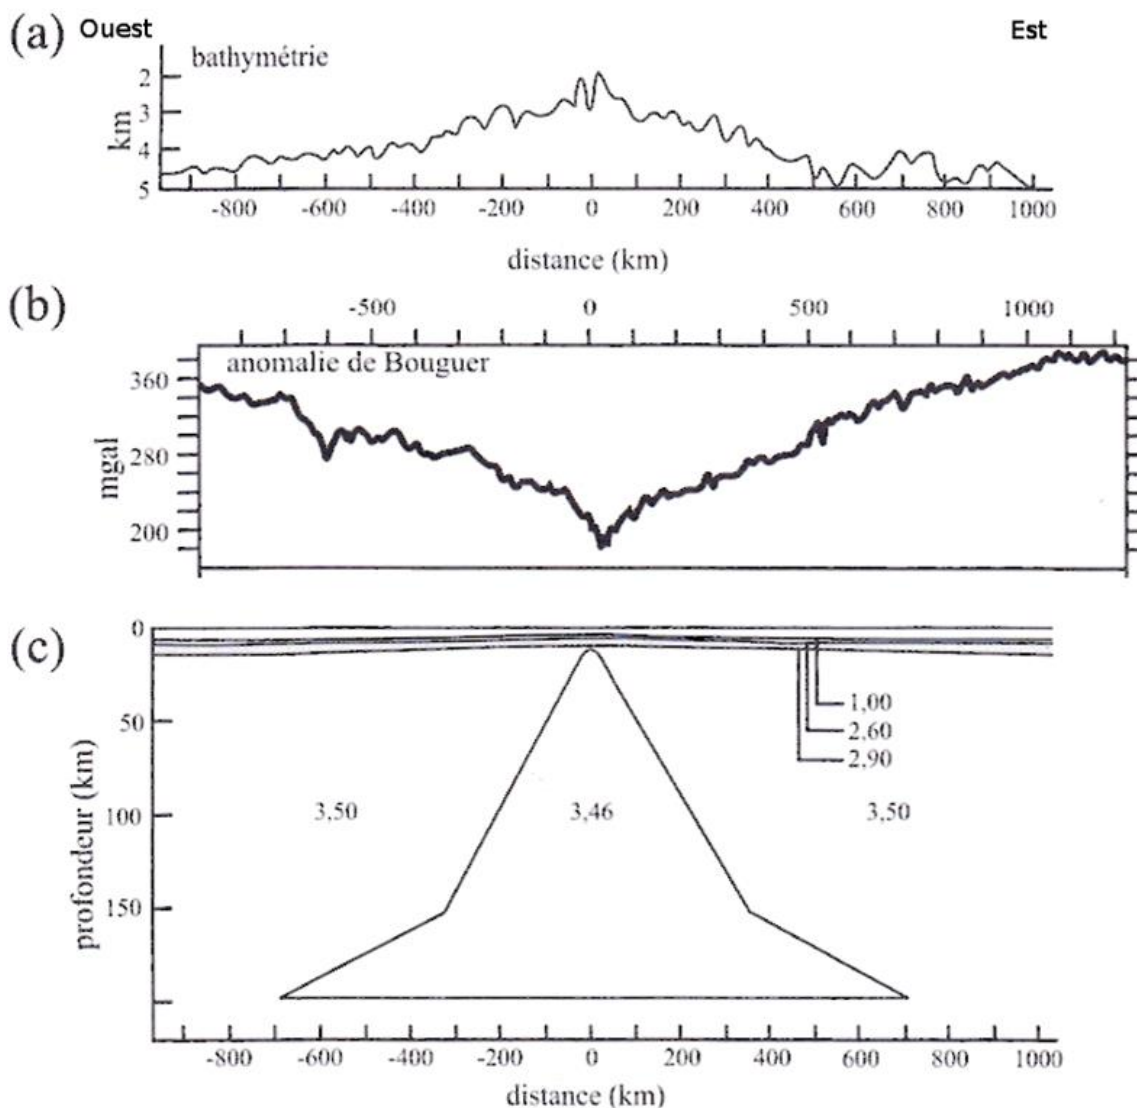 (a) Ouest Est
bathymétrie
2
3
4
5
km
-800 -600 -400 -200 0 200 400 600 800 1000
distance (km)
(b) -500 0 500 1000
anomalie de Bouguer
360
280
200
mgal
(c)
0
50
100
150
profondeur (km)
1,00
2,60
2,90
3,50 3,46 3,50
-800 -600 -400 -200 0 200 400 600 800 1000
distance (km)